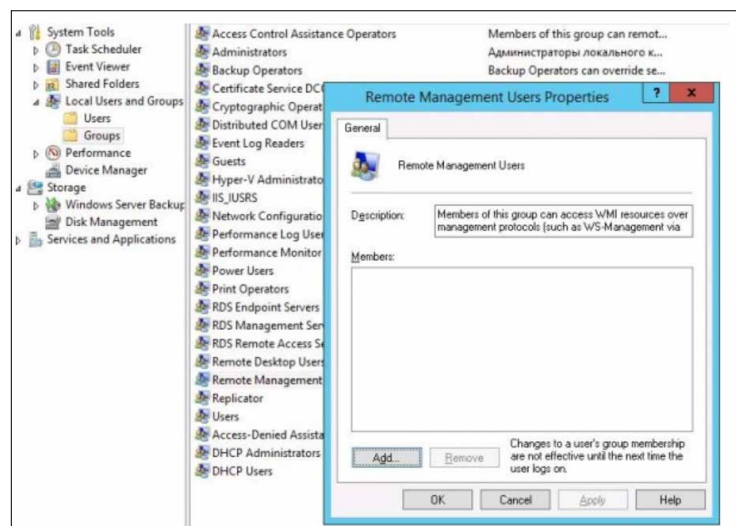 System Tools
Task Scheduler
Event Viewer
Shared Folders
Local Users and Groups
Users
Groups
Performance
Device Manager
Storage
Windows Server Backup
Disk Management
Services and Applications
Access Control Assistance Operators Members of this group can remot...
Administrators Администраторы локального к...
Backup Operators Backup Operators can override se...
Certificate Service DCO
Cryptographic Operat
Distributed COM User
Event Log Readers
Guests
Hyper-V Administrato
IIS_IUSRS
Network Configuratio
Performance Log User
Performance Monitor
Power Users
Print Operators
RDS Endpoint Servers
RDS Management Ser
RDS Remote Access Se
Remote Desktop Users
Remote Management
Replicator
Users
Access-Denied Assista
DHCP Administrators
DHCP Users
Remote Management Users Properties ? x
General
Remote Management Users
Description: Members of this group can access WMI resources over
management protocols (such as WS-Management via
Members:
Add... Remove
Changes to a user's group membership
are not effective until the next time the
user logs on.
OK Cancel Apply Help